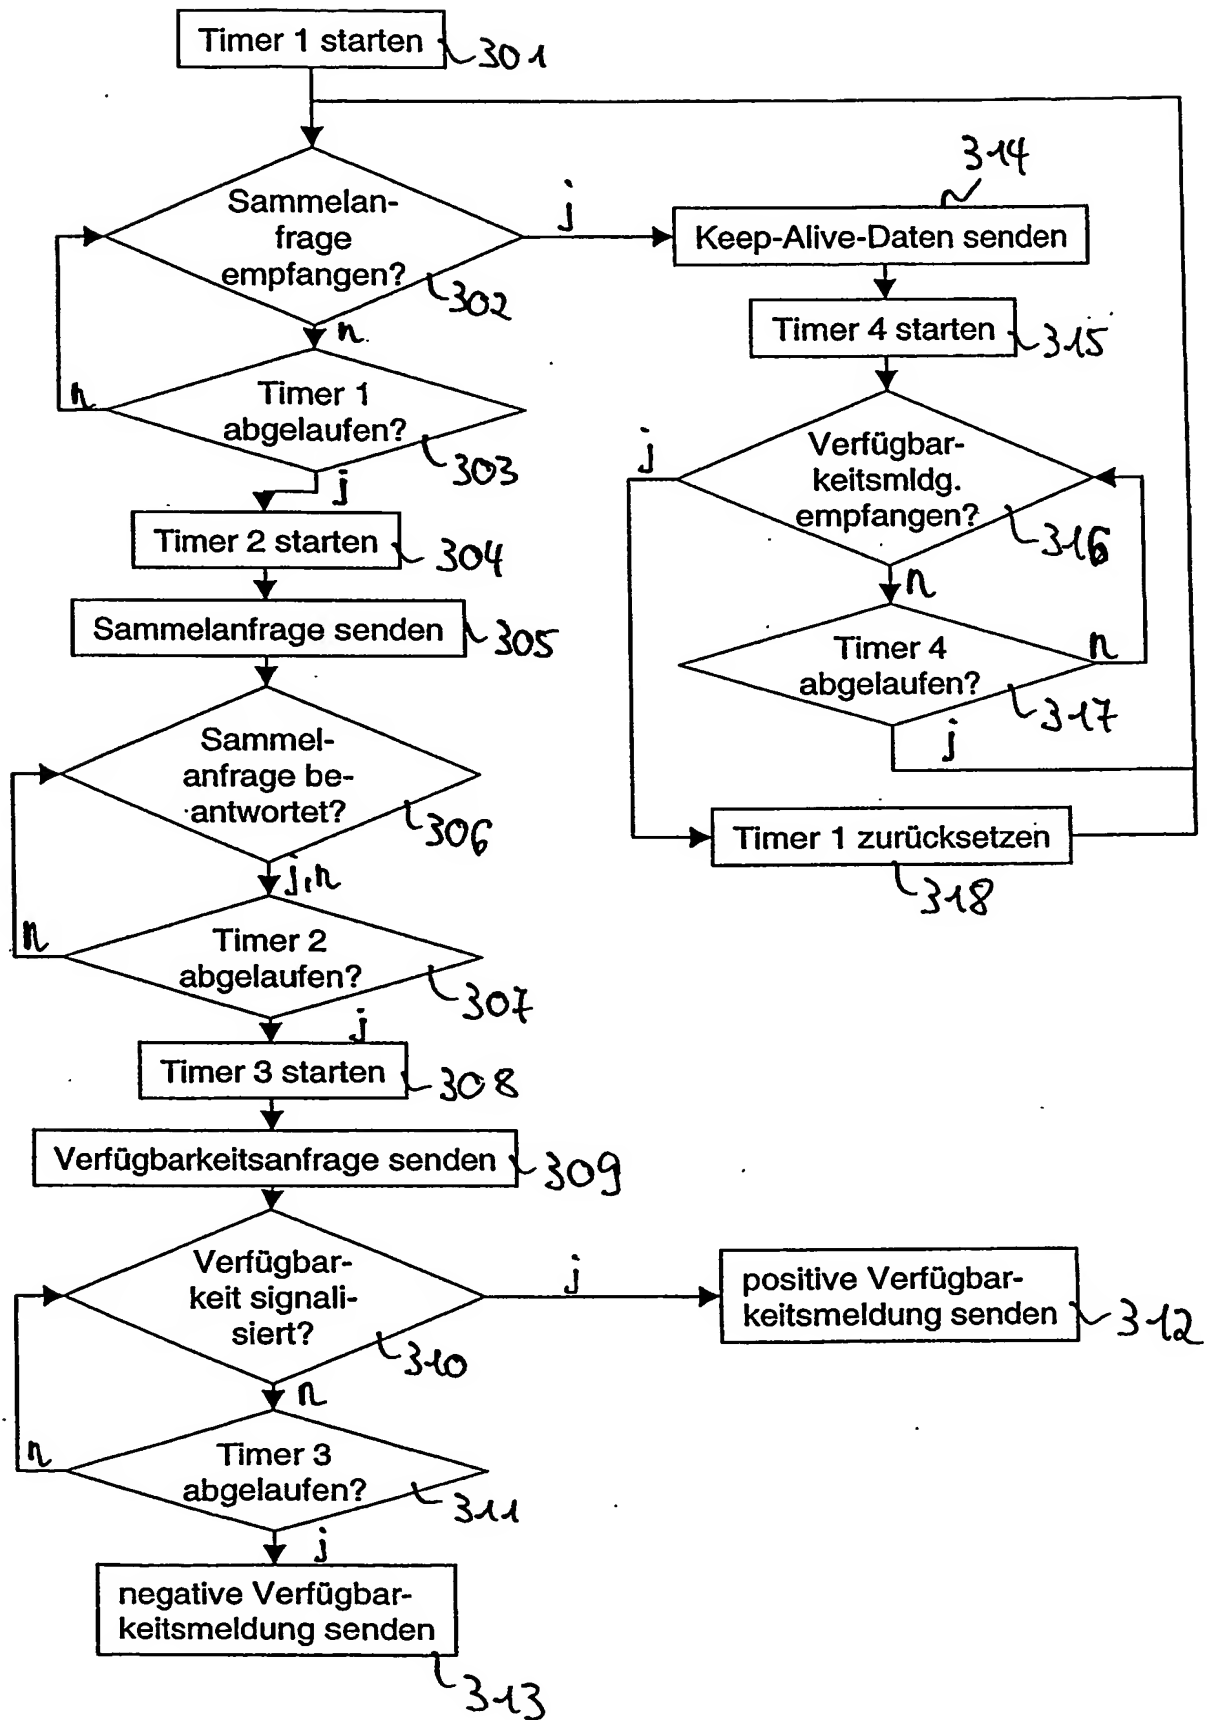 Timer 1 starten
301
Sammelan-
frage
empfangen?
302
j
n
314
Keep-Alive-Daten senden
Timer 4 starten
315
Timer 1
abgelaufen?
303
n
j
Verfügbar-
keitsmldg.
empfangen?
316
j
n
Timer 2 starten
304
Sammelanfrage senden
305
Timer 4
abgelaufen?
317
n
j
Sammel-
anfrage be-
antwortet?
306
j,n
Timer 1 zurücksetzen
318
Timer 2
abgelaufen?
307
n
j
Timer 3 starten
308
Verfügbarkeitsanfrage senden
309
Verfügbar-
keit signali-
siert?
310
j
n
positive Verfügbar-
keitsmeldung senden
312
Timer 3
abgelaufen?
311
n
j
negative Verfügbar-
keitsmeldung senden
313